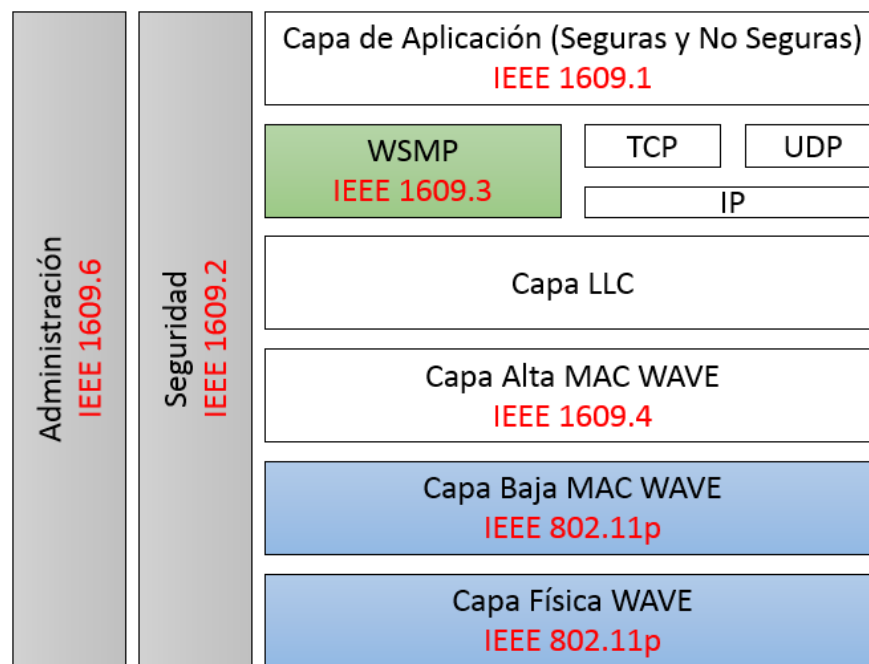 Administración
IEEE 1609.6
Seguridad
IEEE 1609.2
Capa de Aplicación (Seguras y No Seguras)
IEEE 1609.1
WSMP
IEEE 1609.3
TCP
UDP
IP
Capa LLC
Capa Alta MAC WAVE
IEEE 1609.4
Capa Baja MAC WAVE
IEEE 802.11p
Capa Física WAVE
IEEE 802.11p